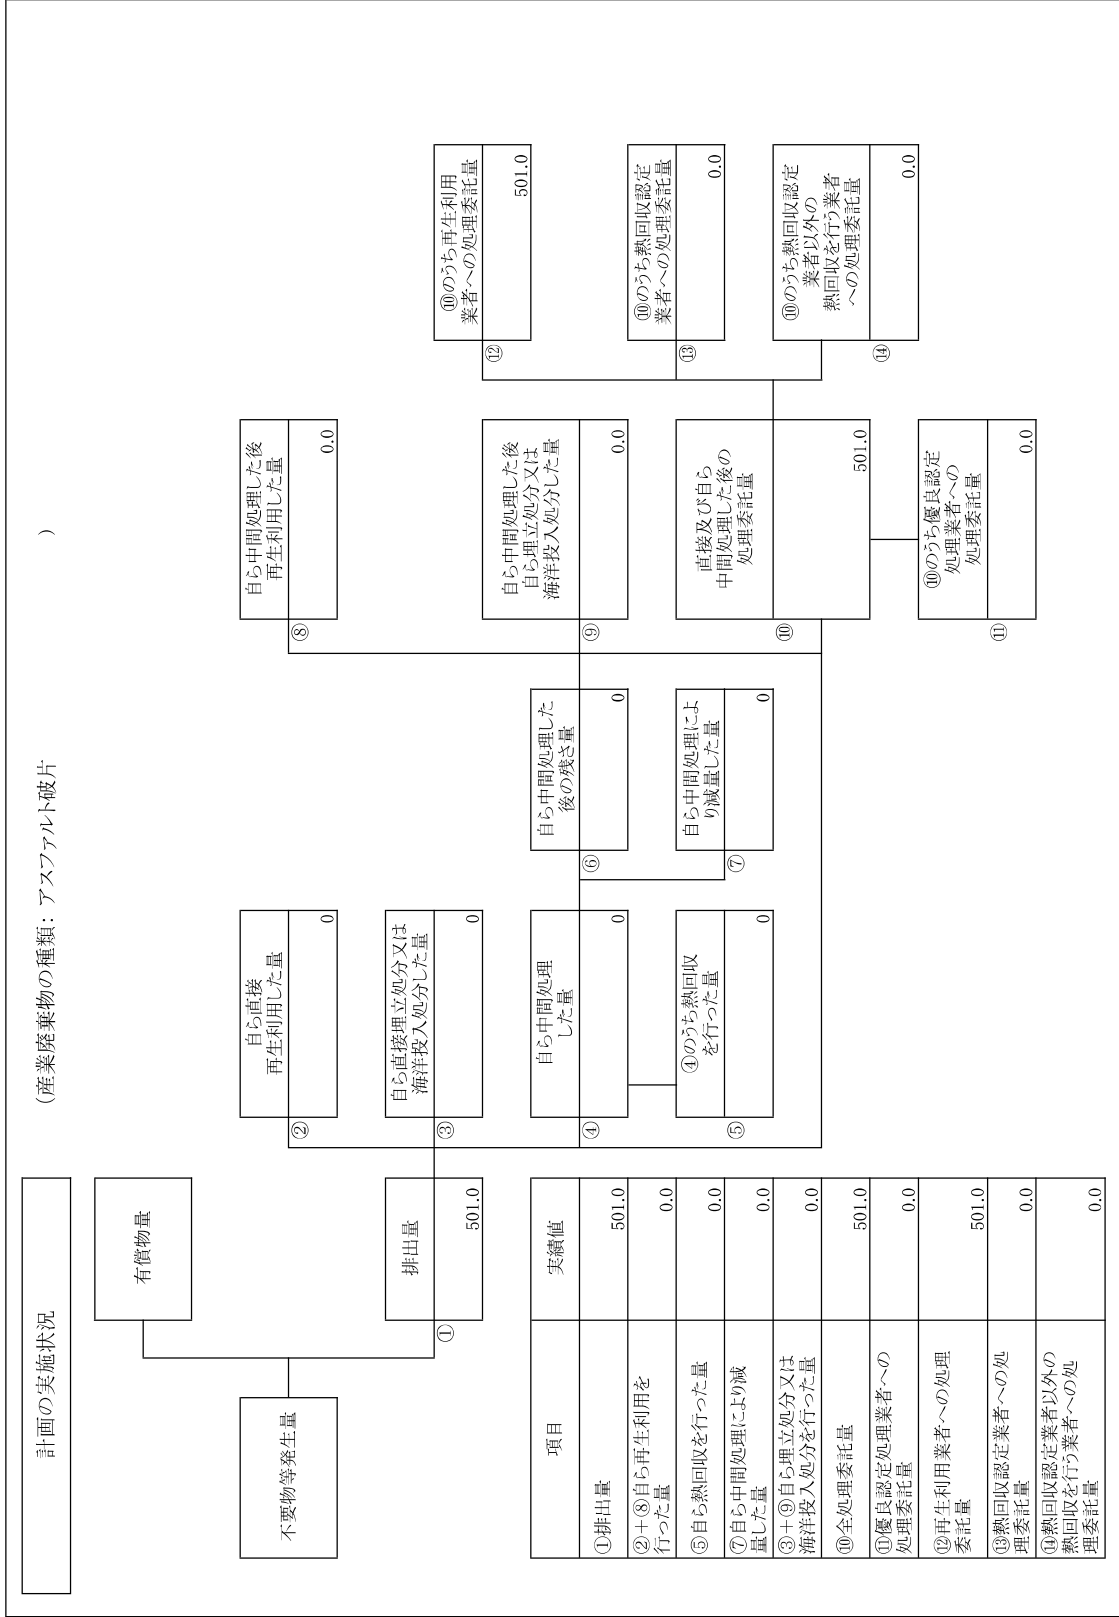 計画の実施状況
(産業廃棄物の種類: アスファルト破片 )
不要物等発生量
有償物量
①
排出量
501.0
②
自ら直接
再生利用した量
0
③
自ら直接埋立処分又は
海洋投入処分した量
0
④
自ら中間処理
した量
0
⑤
④のうち熱回収
を行った量
0
⑥
自ら中間処理した
後の残さ量
0
⑦
自ら中間処理によ
り減量した量
0
⑧
自ら中間処理した後
再生利用した量
0.0
⑨
自ら中間処理した後
自ら埋立処分又は
海洋投入処分した量
0.0
⑩
直接及び自ら
中間処理した後の
処理委託量
501.0
⑪
⑩のうち優良認定
処理業者への
処理委託量
0.0
⑫
⑩のうち再生利用
業者への処理委託量
501.0
⑬
⑩のうち熱回収認定
業者への処理委託量
0.0
⑭
⑩のうち熱回収認定
業者以外の
熱回収を行う業者
への処理委託量
0.0
項目 実績値
①排出量 501.0
②+⑧自ら再生利用を
行った量 0.0
⑤自ら熱回収を行った量 0.0
⑦自ら中間処理により減
量した量 0.0
③+⑨自ら埋立処分又は
海洋投入処分を行った量 0.0
⑩全処理委託量 501.0
⑪優良認定処理業者への
処理委託量 0.0
⑫再生利用業者への処理
委託量 501.0
⑬熱回収認定業者への処
理委託量 0.0
⑭熱回収認定業者以外の
熱回収を行う業者への処
理委託量 0.0